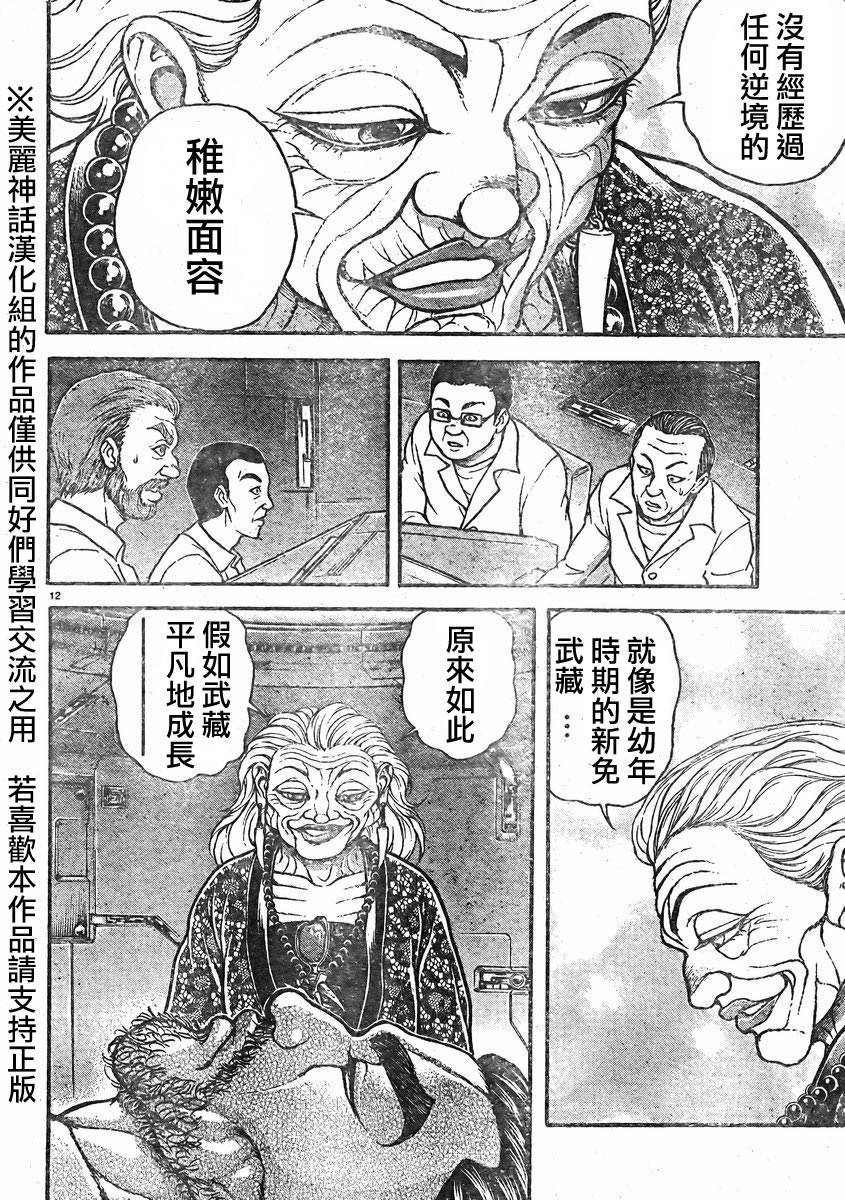 沒有經歷過
任何逆境的
稚嫩面容
就像是幼年
時期的新免
武藏…
原來如此
假如武藏
平凡地成長
——
12
※美麗神話漢化組的作品僅供同好們學習交流之用　若喜歡本作品請支持正版